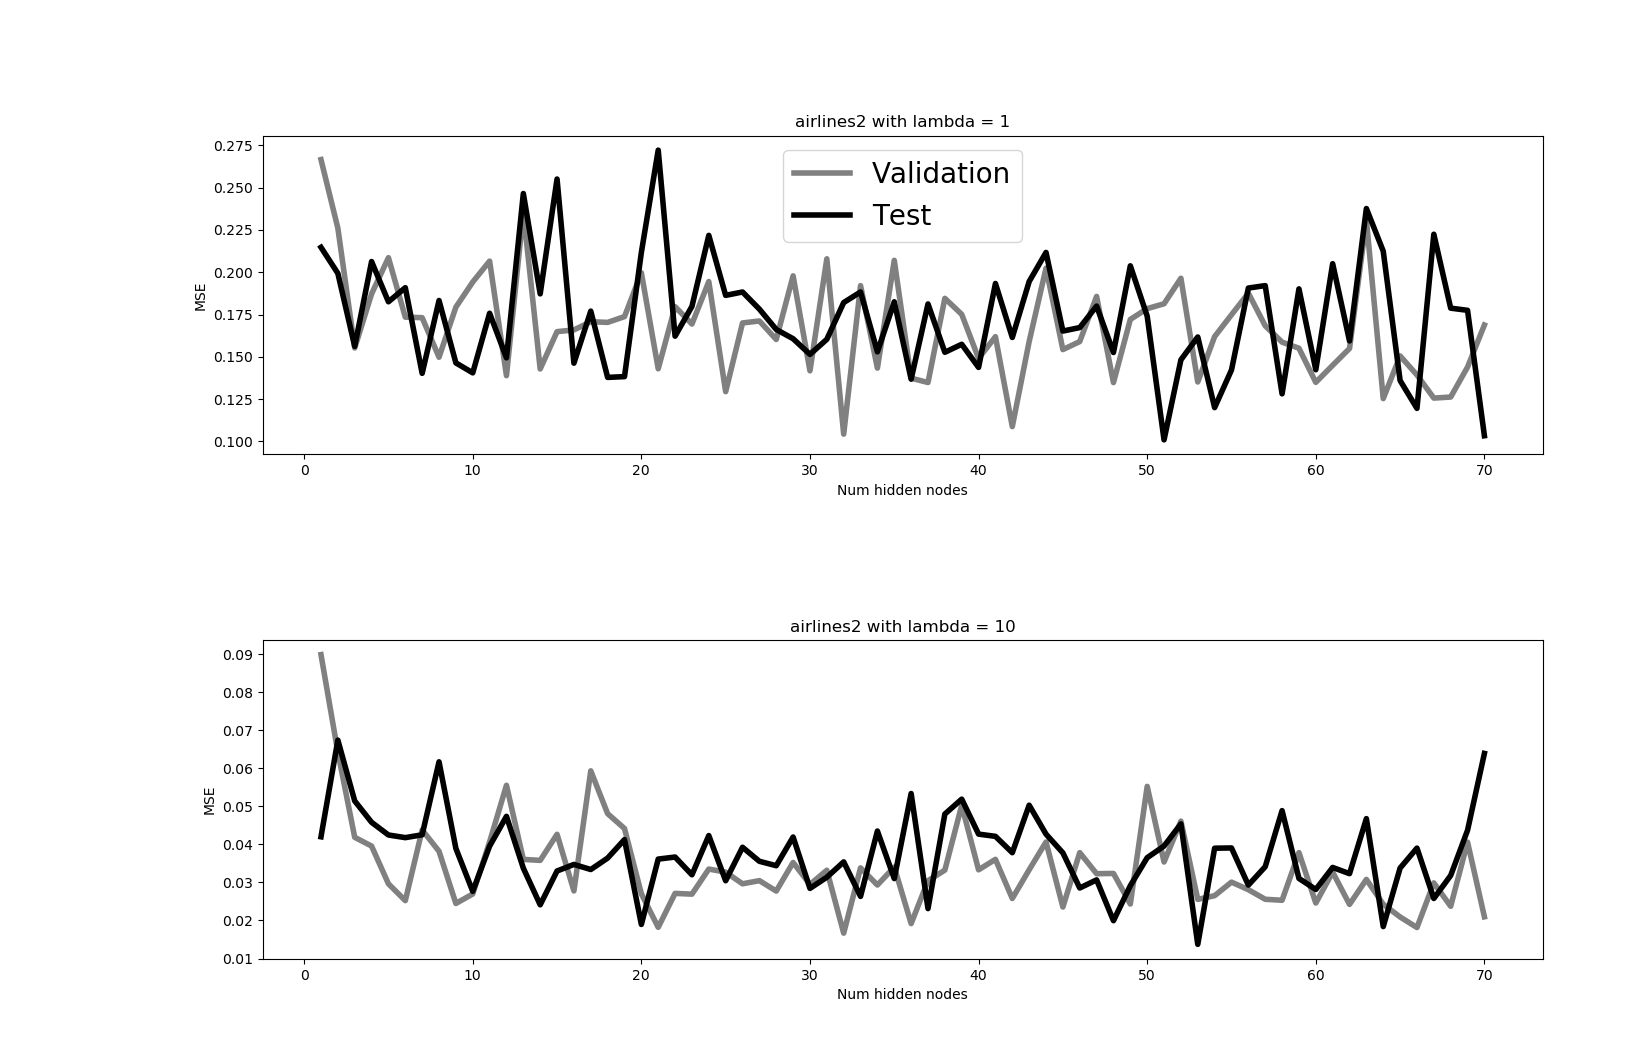 airlines2 with lambda = 1
0.275
0.250
0.225
0.200
0.175
0.150
0.125
0.100
MSE
Validation
Test
0 10 20 30 40 50 60 70
Num hidden nodes
airlines2 with lambda = 10
0.09
0.08
0.07
0.06
0.05
0.04
0.03
0.02
0.01
MSE
0 10 20 30 40 50 60 70
Num hidden nodes